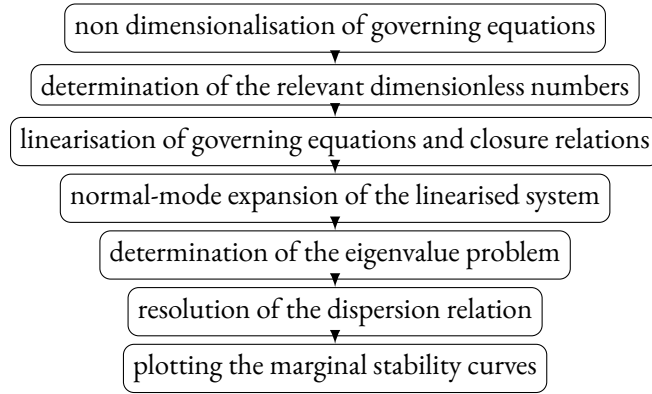 non dimensionalisation of governing equations
determination of the relevant dimensionless numbers
linearisation of governing equations and closure relations
normal-mode expansion of the linearised system
determination of the eigenvalue problem
resolution of the dispersion relation
plotting the marginal stability curves